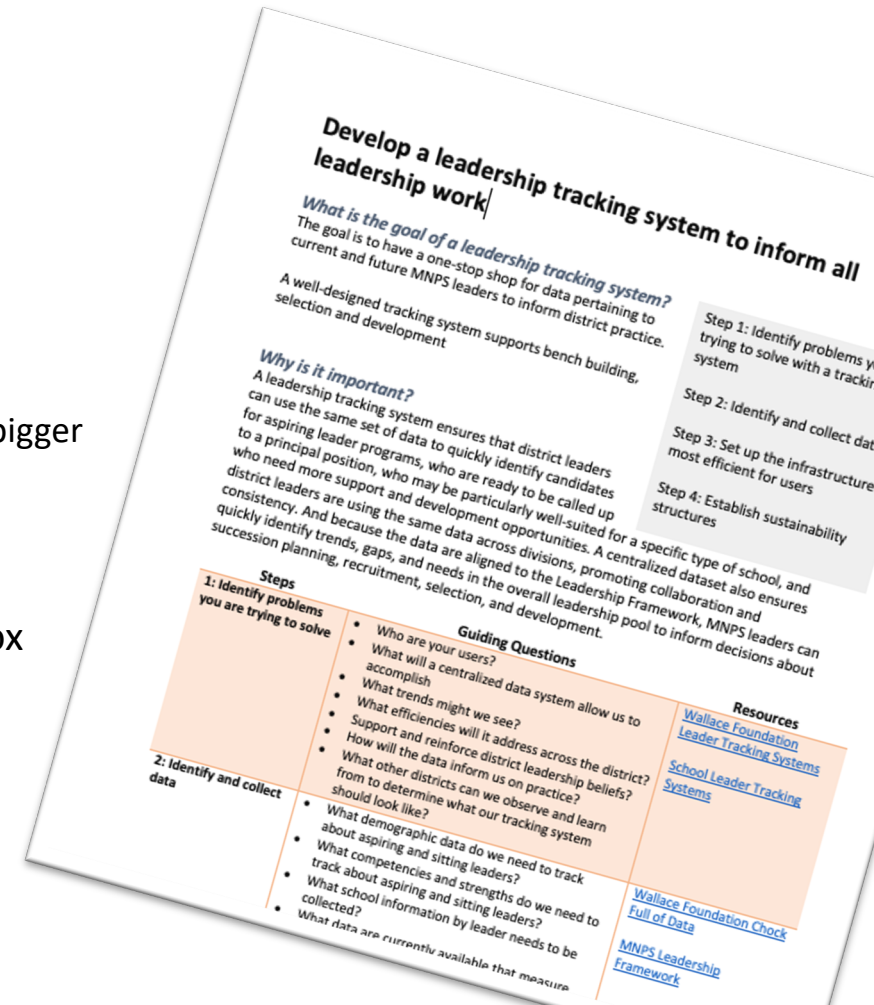 bigger
ox
Develop a leadership tracking system to inform all
leadership work
What is the goal of a leadership tracking system?
The goal is to have a one-stop shop for data pertaining to
current and future MNPS leaders to inform district practice.
A well-designed tracking system supports bench building,
selection and development
Why is it important?
A leadership tracking system ensures that district leaders
can use the same set of data to quickly identify candidates
for aspiring leader programs, who are ready to be called up
to a principal position, who may be particularly well-suited for a specific type of school, and
who need more support and development opportunities. A centralized dataset also ensures
district leaders are using the same data across divisions, promoting collaboration and
consistency. And because the data are aligned to the Leadership Framework, MNPS leaders can
quickly identify trends, gaps, and needs in the overall leadership pool to inform decisions about
succession planning, recruitment, selection, and development.
Step 1: Identify problems
trying to solve with a
system
Step 2: Identify and collect
Step 3: Set up the infrastructure
most efficient for users
Step 4: Establish sustainability
structures
Steps
Guiding Questions
Resources
1: Identify problems
you are trying to solve
• Who are your users?
• What will a centralized data system allow us to
accomplish
• What trends might we see?
• What efficiencies will it address across the district?
• Support and reinforce district leadership beliefs?
• How will the data inform us on practice?
• What other districts can we observe and learn
from to determine what our tracking system
should look like?
Wallace Foundation
Leader Tracking Systems
School Leader Tracking
Systems
2: Identify and collect
data
• What demographic data do we need to track
about aspiring and sitting leaders?
• What competencies and strengths do we need to
track about aspiring and sitting leaders?
• What school information by leader needs to be
collected?
• What data are currently available that measure
Wallace Foundation Chock
Full of Data
MNPS Leadership
Framework